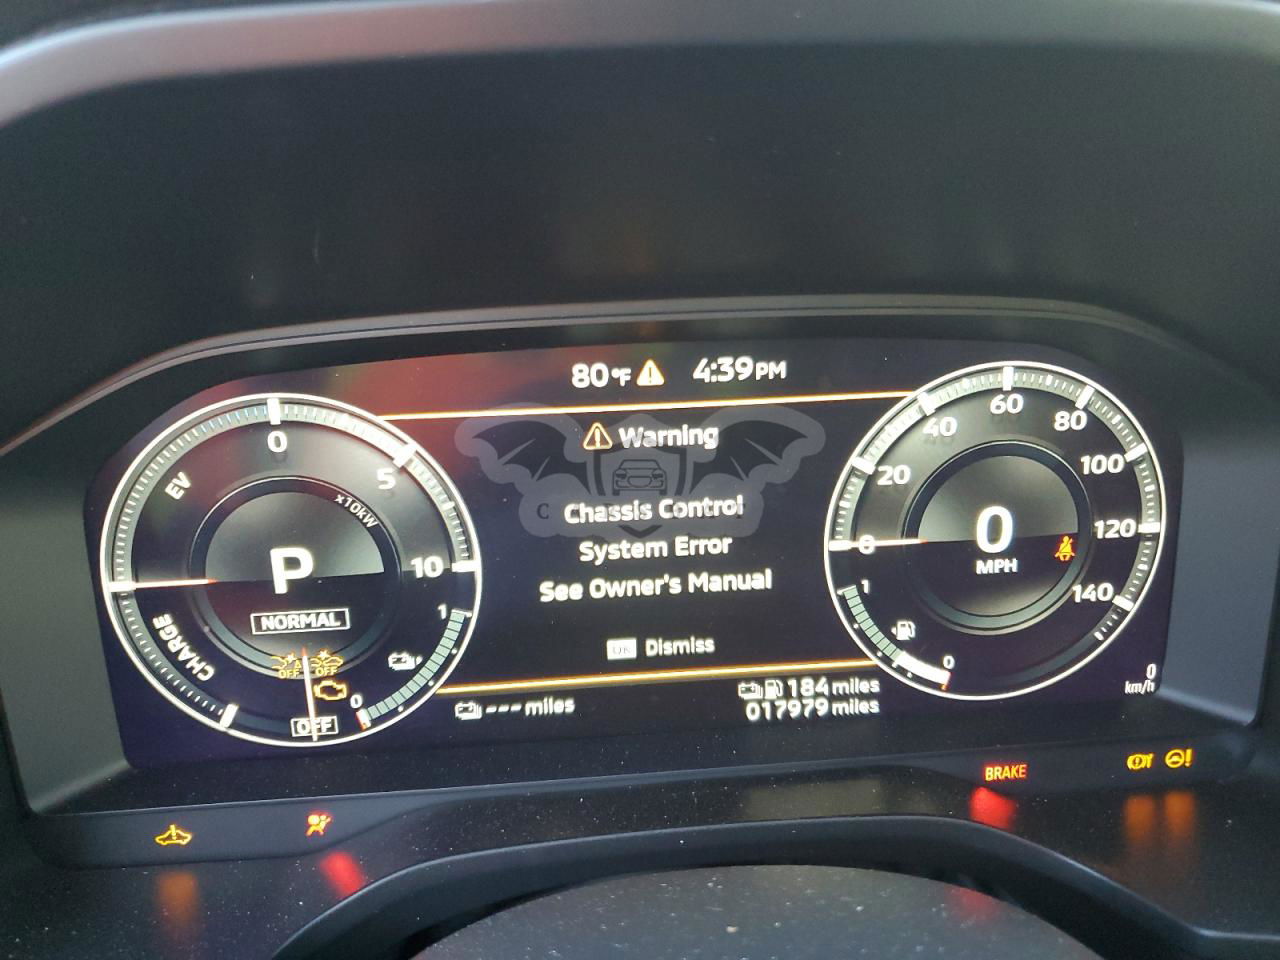 80°F 4:39PM
Warning
Chassis Control
System Error
See Owner's Manual
OK Dismiss
EV
0
5
10
x10kW
CHARGE
P
NORMAL
OFF OFF
OFF
1
0
--- miles
184 miles
017979 miles
0
20
40
60
80
100
120
140
0
MPH
1
0
0
km/h
BRAKE